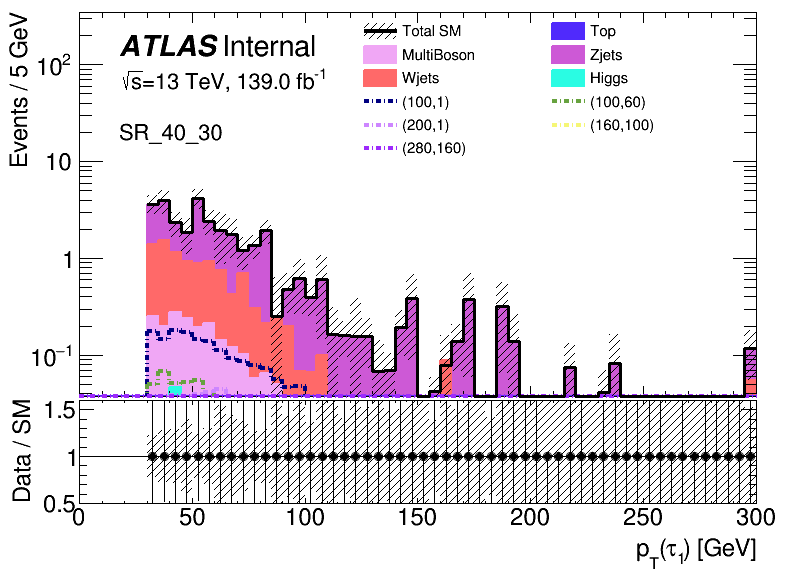 ATLAS Internal
√s=13 TeV, 139.0 fb⁻¹
SR_40_30
Total SM
Top
MultiBoson
Zjets
Wjets
Higgs
(100,1)
(100,60)
(200,1)
(160,100)
(280,160)
Events / 5 GeV
10²
10
1
10⁻¹
Data / SM
1.5
1
0.5
0 50 100 150 200 250 300
p_T(τ₁) [GeV]